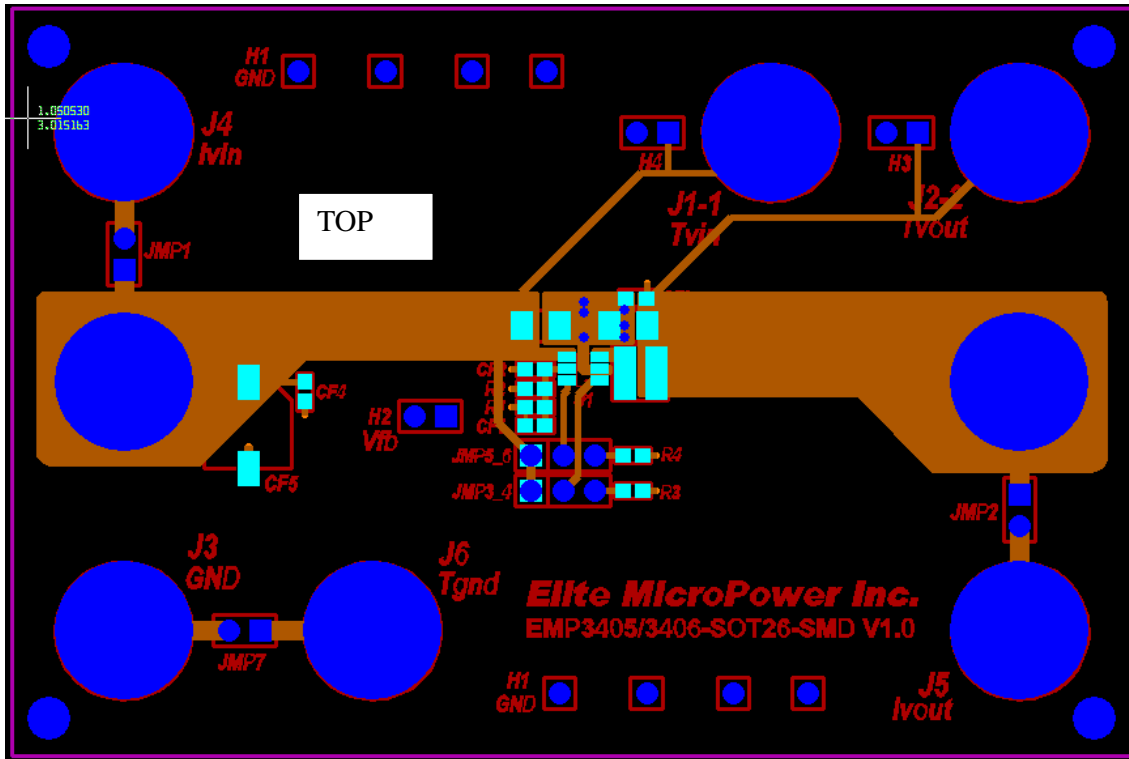 H1
GND
1.050530
3.015163
J4
Ivin
H4
H3
J1-1
Tvin
J2-2
Tvout
TOP
JMP1
CF4
H2
Vfb
CF5
JMP5_6
R4
JMP3_4
R3
JMP2
J3
GND
J6
Tgnd
Elite MicroPower Inc.
EMP3405/3406-SOT26-SMD V1.0
JMP7
H1
GND
J5
Ivout